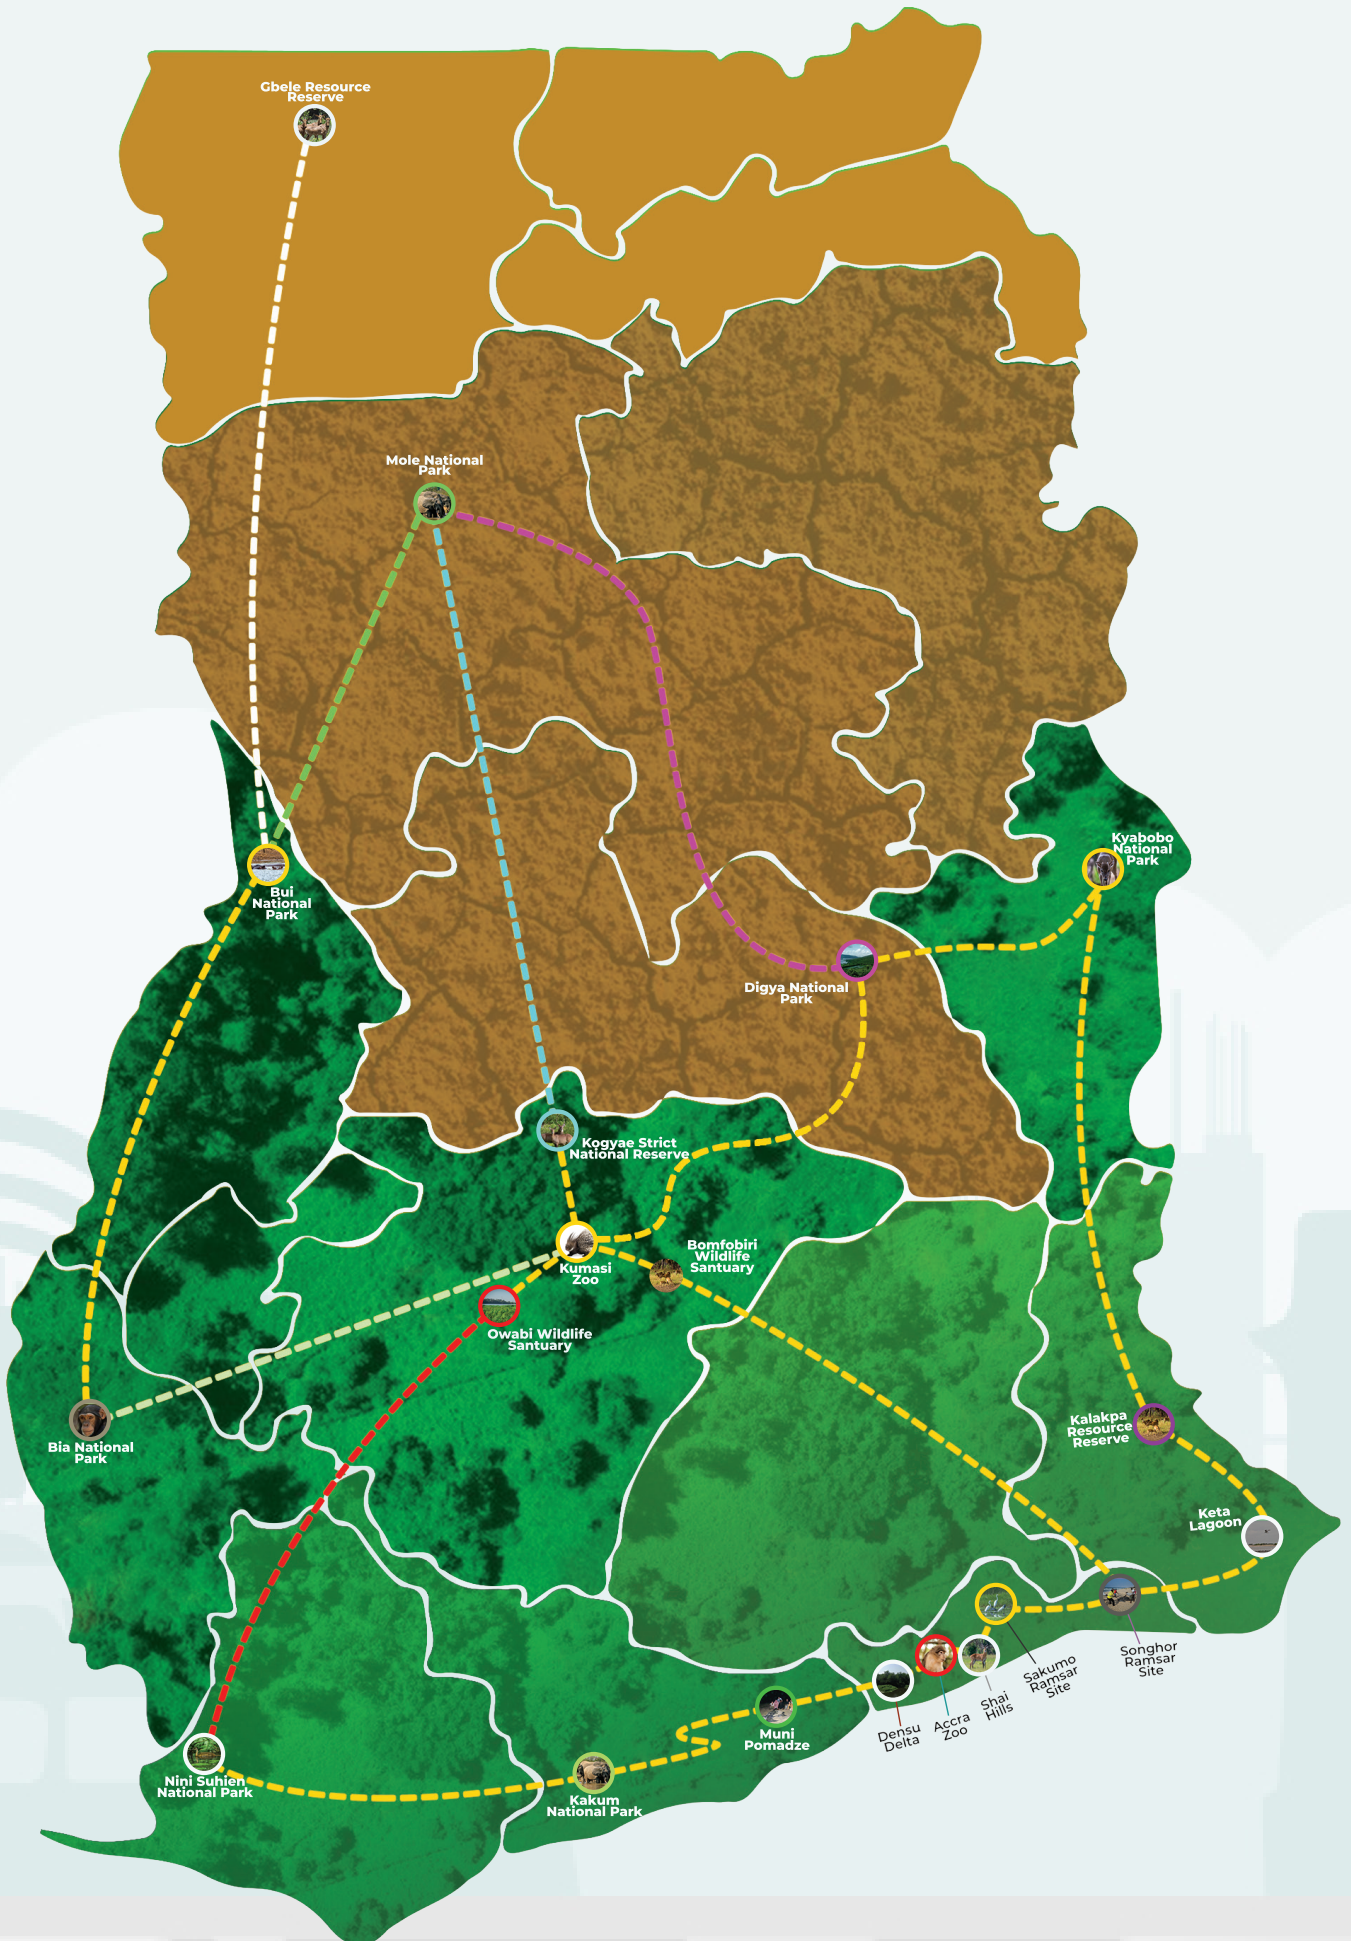 Gbele Resource
Reserve
Mole National
Park
Kyabobo
National
Park
Bui
National
Park
Digya National
Park
Kogyae Strict
National Reserve
Bomfobiri
Wildlife
Santuary
Kumasi
Zoo
Owabi Wildlife
Santuary
Bia National
Park
Kalakpa
Resource
Reserve
Keta
Lagoon
Songhor
Ramsar
Site
Sakumo
Ramsar
Site
Shai
Hills
Accra
Zoo
Densu
Delta
Muni
Pomadze
Nini Suhien
National Park
Kakum
National Park